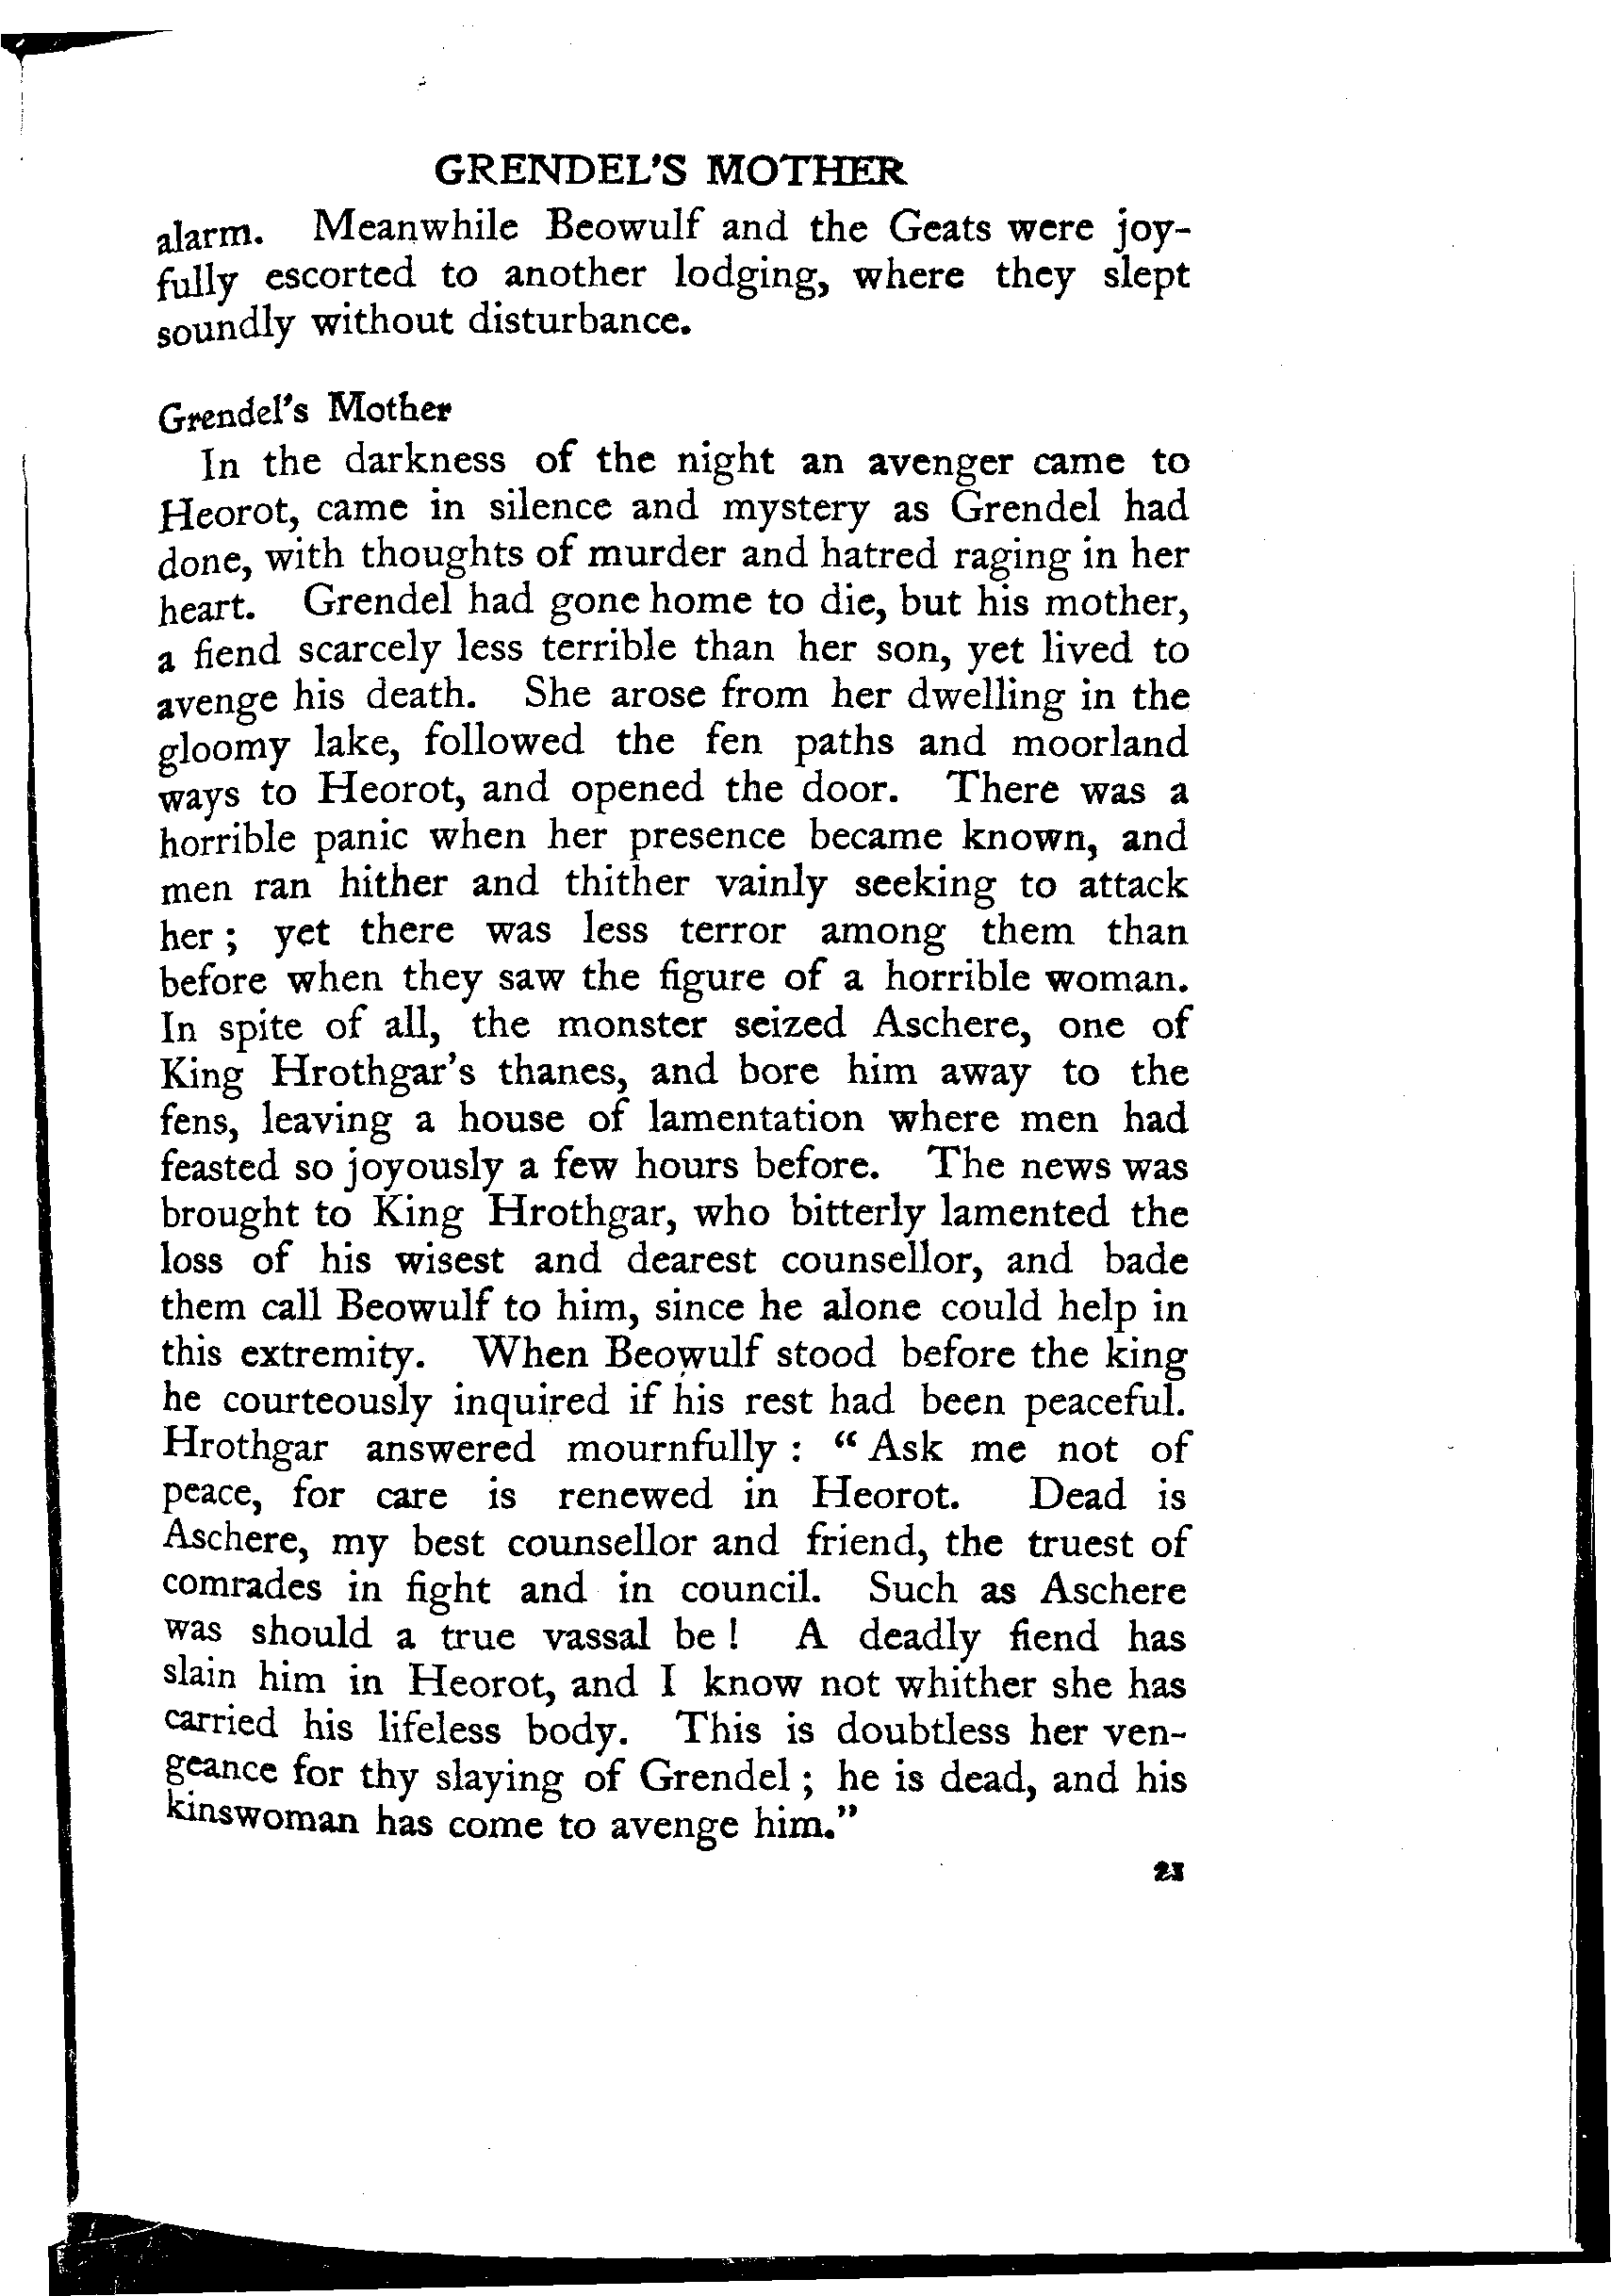 GRENDEL'S MOTHER
alarm. Meanwhile Beowulf and the Geats were joy-
fully escorted to another lodging, where they slept
soundly without disturbance.
Grendel's Mother
In the darkness of the night an avenger came to
Heorot, came in silence and mystery as Grendel had
done, with thoughts of murder and hatred raging in her
heart. Grendel had gone home to die, but his mother,
a fiend scarcely less terrible than her son, yet lived to
avenge his death. She arose from her dwelling in the
gloomy lake, followed the fen paths and moorland
ways to Heorot, and opened the door. There was a
horrible panic when her presence became known, and
men ran hither and thither vainly seeking to attack
her ; yet there was less terror among them than
before when they saw the figure of a horrible woman.
In spite of all, the monster seized Aschere, one of
King Hrothgar's thanes, and bore him away to the
fens, leaving a house of lamentation where men had
feasted so joyously a few hours before. The news was
brought to King Hrothgar, who bitterly lamented the
loss of his wisest and dearest counsellor, and bade
them call Beowulf to him, since he alone could help in
this extremity. When Beowulf stood before the king
he courteously inquired if his rest had been peaceful.
Hrothgar answered mournfully : “ Ask me not of
peace, for care is renewed in Heorot. Dead is
Aschere, my best counsellor and friend, the truest of
comrades in fight and in council. Such as Aschere
was should a true vassal be ! A deadly fiend has
slain him in Heorot, and I know not whither she has
carried his lifeless body. This is doubtless her ven-
geance for thy slaying of Grendel ; he is dead, and his
kinswoman has come to avenge him.”
21